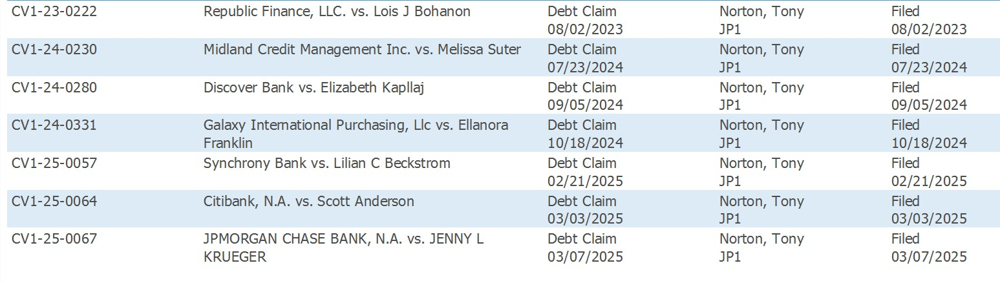 CV1-23-0222 Republic Finance, LLC. vs. Lois J Bohanon Debt Claim Norton, Tony Filed
08/02/2023 JP1 08/02/2023
CV1-24-0230 Midland Credit Management Inc. vs. Melissa Suter Debt Claim Norton, Tony Filed
07/23/2024 JP1 07/23/2024
CV1-24-0280 Discover Bank vs. Elizabeth Kapllaj Debt Claim Norton, Tony Filed
09/05/2024 JP1 09/05/2024
CV1-24-0331 Galaxy International Purchasing, Llc vs. Ellanora Debt Claim Norton, Tony Filed
Franklin 10/18/2024 JP1 10/18/2024
CV1-25-0057 Synchrony Bank vs. Lilian C Beckstrom Debt Claim Norton, Tony Filed
02/21/2025 JP1 02/21/2025
CV1-25-0064 Citibank, N.A. vs. Scott Anderson Debt Claim Norton, Tony Filed
03/03/2025 JP1 03/03/2025
CV1-25-0067 JPMORGAN CHASE BANK, N.A. vs. JENNY L Debt Claim Norton, Tony Filed
KRUEGER 03/07/2025 JP1 03/07/2025